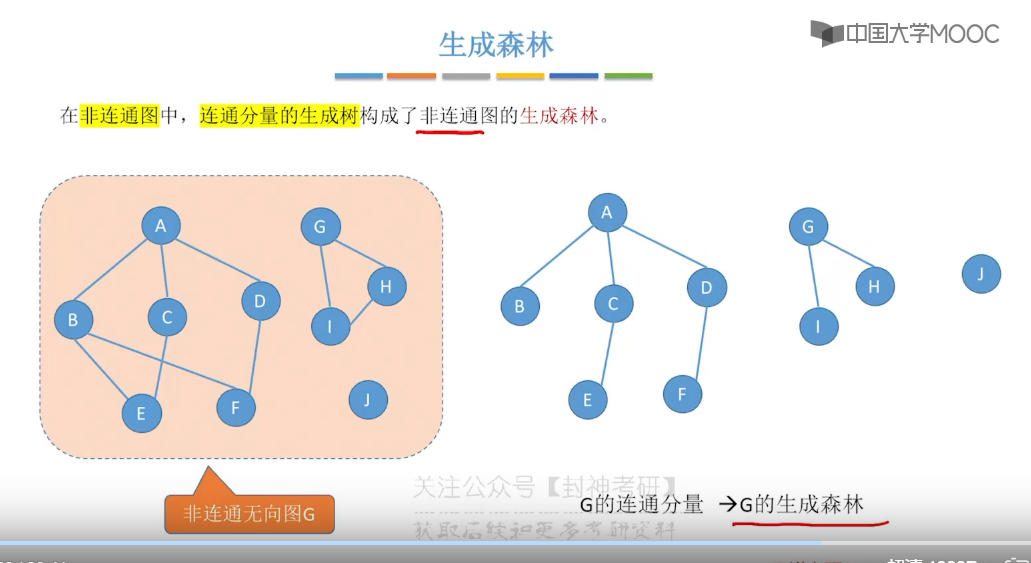 中国大学MOOC
生成森林
在非连通图中，连通分量的生成树构成了非连通图的生成森林。
A G A G
H D J
B C D I B C H
I
E F J E F
关注公众号【封神考研】
G的连通分量 →G的生成森林
非连通无向图G
获取后续和更多考研资料